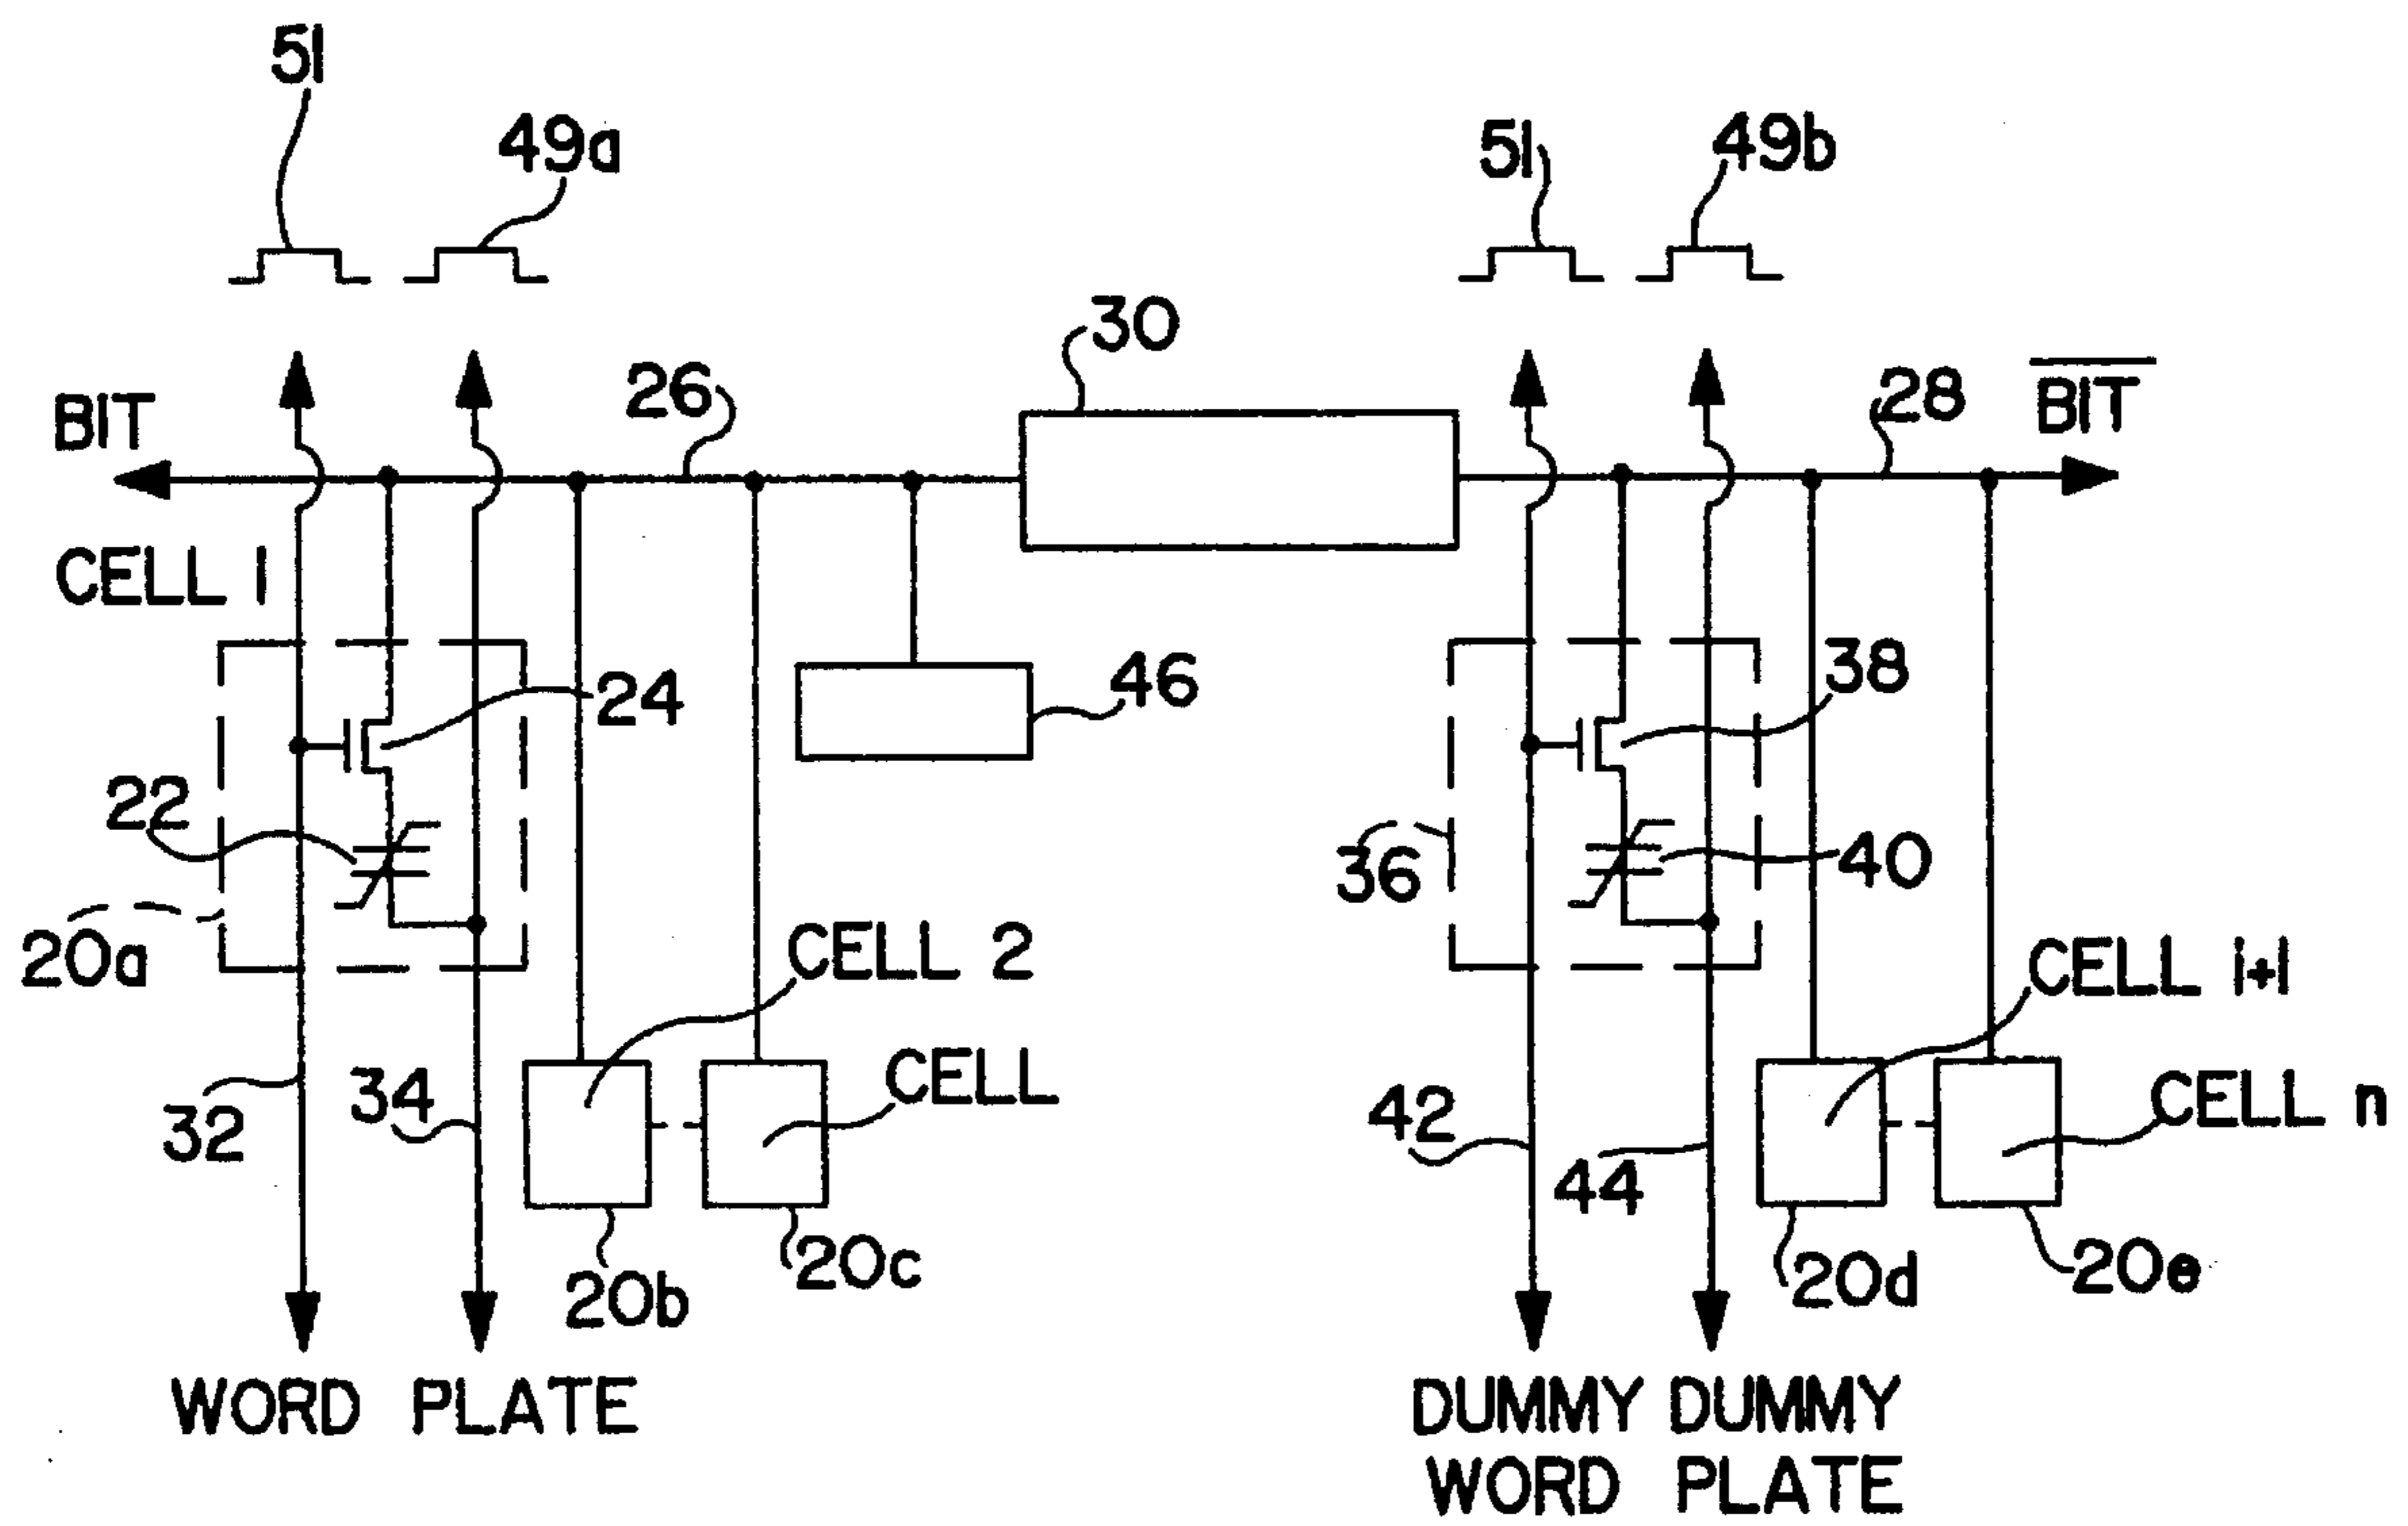 51
49a
51
49b
30
BIT
26
28
BIT
CELL 1
24
46
38
22
36
40
20a
CELL 2
CELL i+1
32
34
CELL
42
44
CELL n
20b
20c
20d
20e
WORD PLATE
DUMMY DUMMY
WORD PLATE